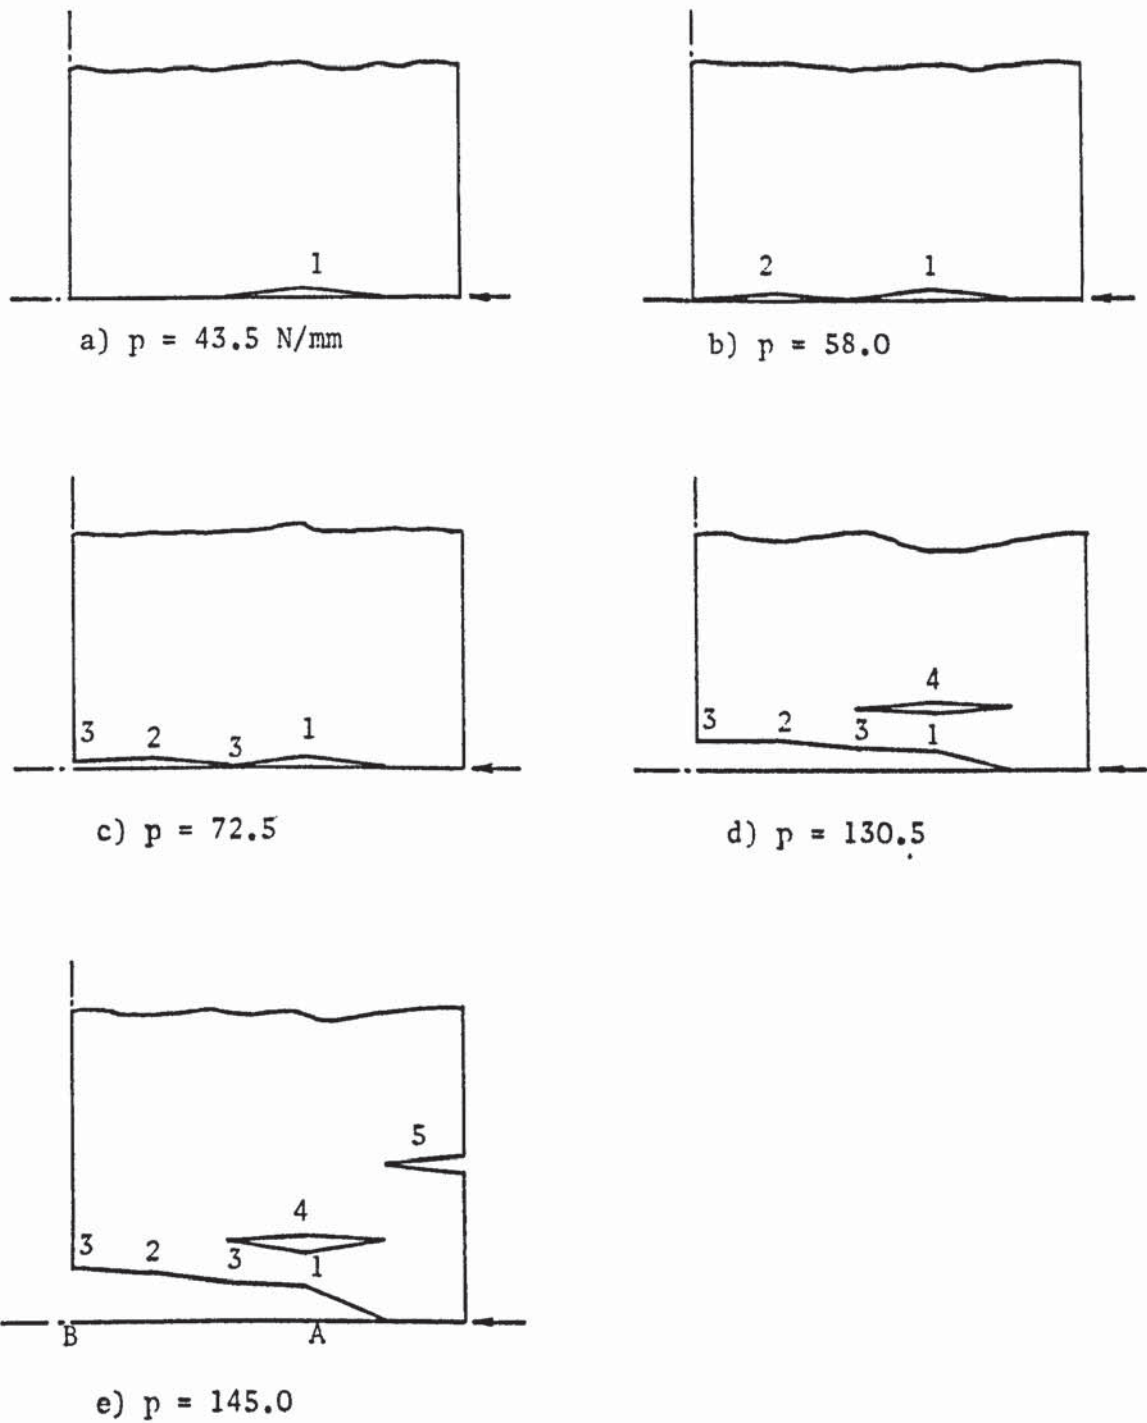 1
a) p = 43.5 N/mm
2 1
b) p = 58.0
3 2 3 1
c) p = 72.5
4
3 2 3 1
d) p = 130.5
5
4
3 2 3 1
B A
e) p = 145.0